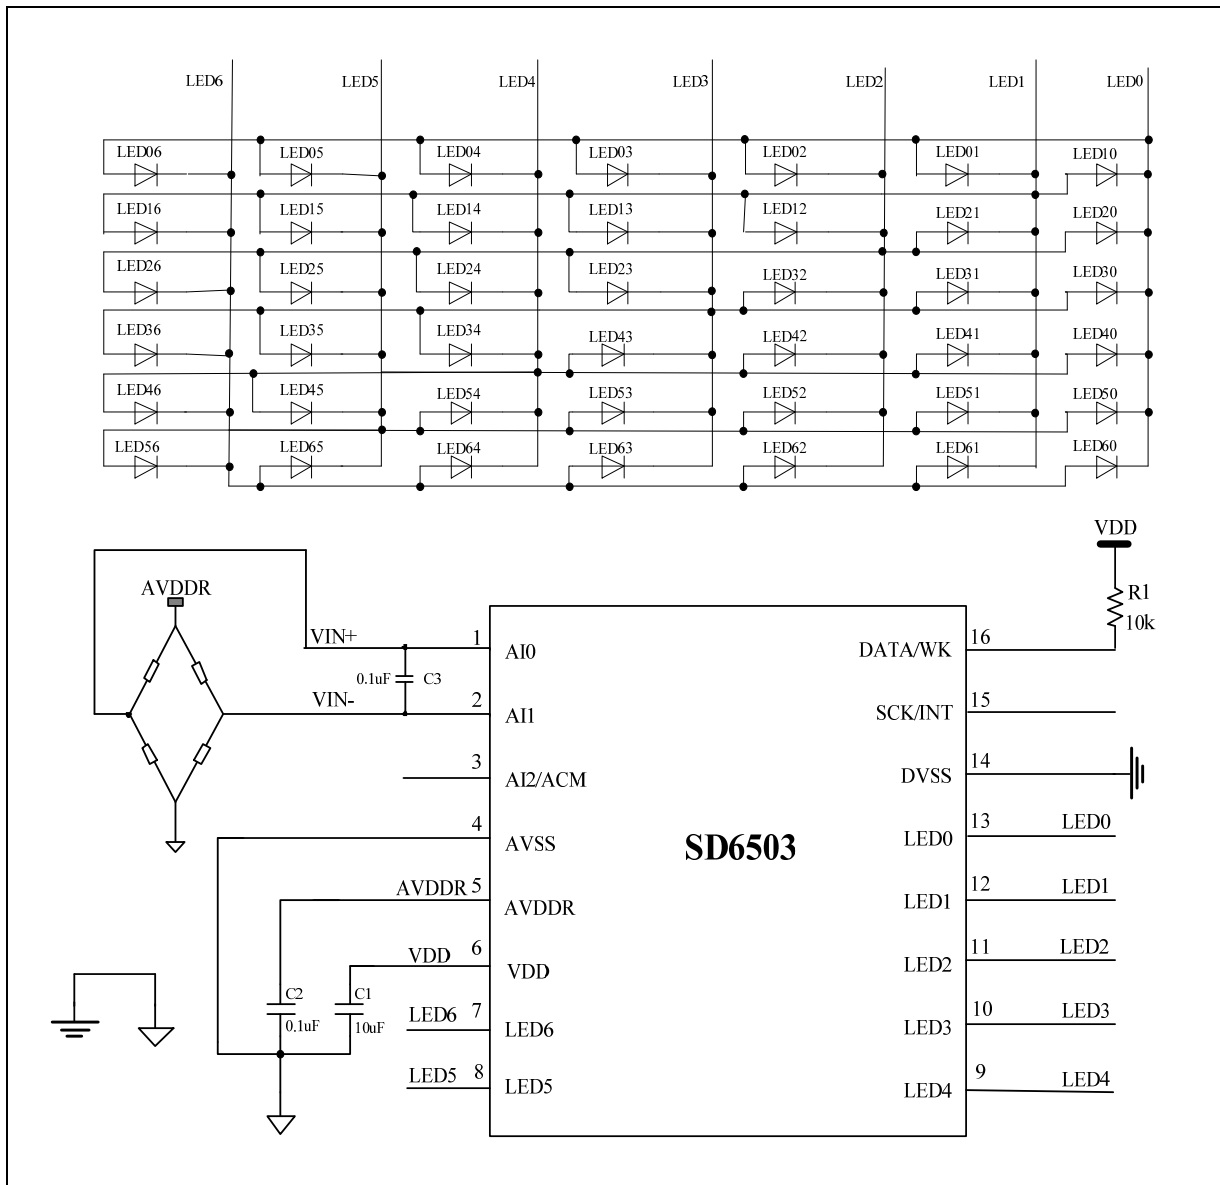 LED6 LED5 LED4 LED3 LED2 LED1 LED0
LED06 LED05 LED04 LED03 LED02 LED01 LED10
LED16 LED15 LED14 LED13 LED12 LED21 LED20
LED26 LED25 LED24 LED23 LED32 LED31 LED30
LED36 LED35 LED34 LED43 LED42 LED41 LED40
LED46 LED45 LED54 LED53 LED52 LED51 LED50
LED56 LED65 LED64 LED63 LED62 LED61 LED60
VDD
R1
10k
AVDDR
VIN+ 1 AI0
0.1uF C3
VIN- 2 AI1
3 AI2/ACM
4 AVSS
AVDDR 5 AVDDR
VDD 6 VDD
C2 C1
0.1uF 10uF
LED6 7 LED6
LED5 8 LED5
SD6503
DATA/WK 16
SCK/INT 15
DVSS 14
LED0 13 LED0
LED1 12 LED1
LED2 11 LED2
LED3 10 LED3
LED4 9 LED4